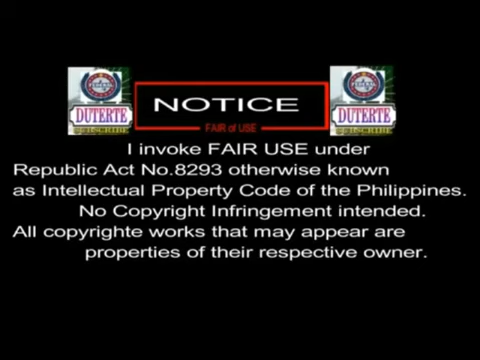 NOTICE
FAIR of USE
DUTERTE
SUBSCRIBE
DUTERTE
SUBSCRIBE
I invoke FAIR USE under
Republic Act No.8293 otherwise known
as Intellectual Property Code of the Philippines.
No Copyright Infringement intended.
All copyrighte works that may appear are
properties of their respective owner.